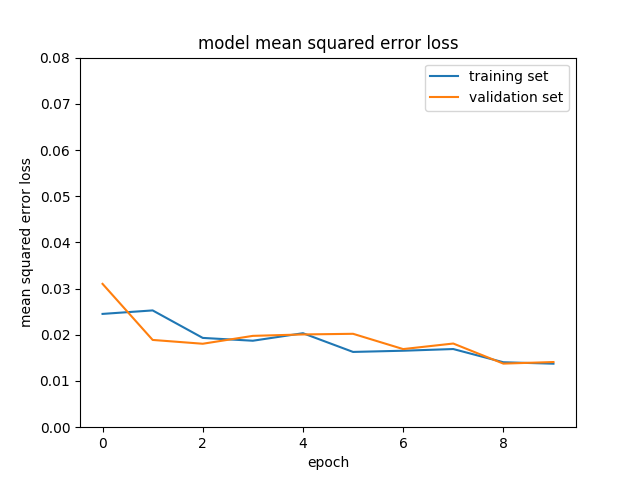 model mean squared error loss
training set
validation set
mean squared error loss
0.08
0.07
0.06
0.05
0.04
0.03
0.02
0.01
0.00
0 2 4 6 8
epoch